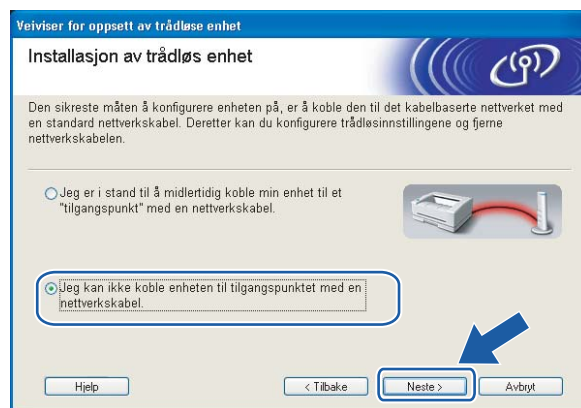 Veiviser for oppsett av trådløse enhet
Installasjon av trådløs enhet
Den sikreste måten å konfigurere enheten på, er å koble den til det kabelbaserte nettverket med
en standard nettverkskabel. Deretter kan du konfigurere trådløsinnstillingene og fjerne
nettverkskabelen.
Jeg er i stand til å midlertidig koble min enhet til et
"tilgangspunkt" med en nettverkskabel.
Jeg kan ikke koble enheten til tilgangspunktet med en
nettverkskabel.
Hjelp < Tilbake Neste > Avbryt